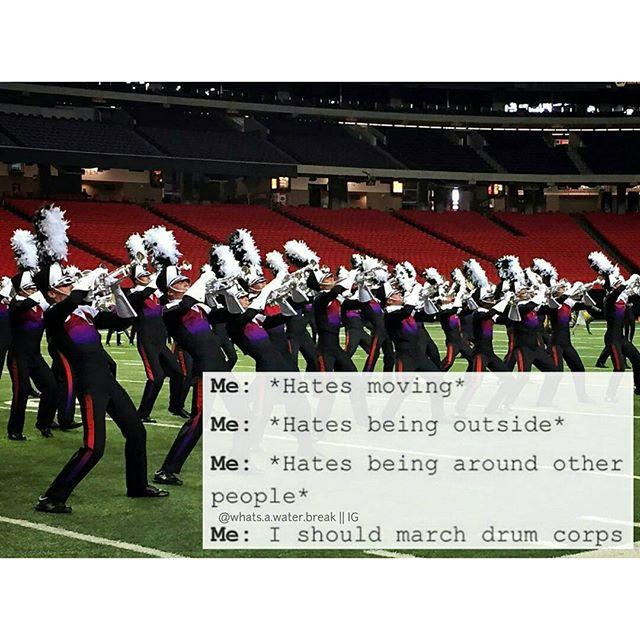 Me: *Hates moving*
Me: *Hates being outside*
Me: *Hates being around other
people*
@whats.a.water.break || IG
Me: I should march drum corps